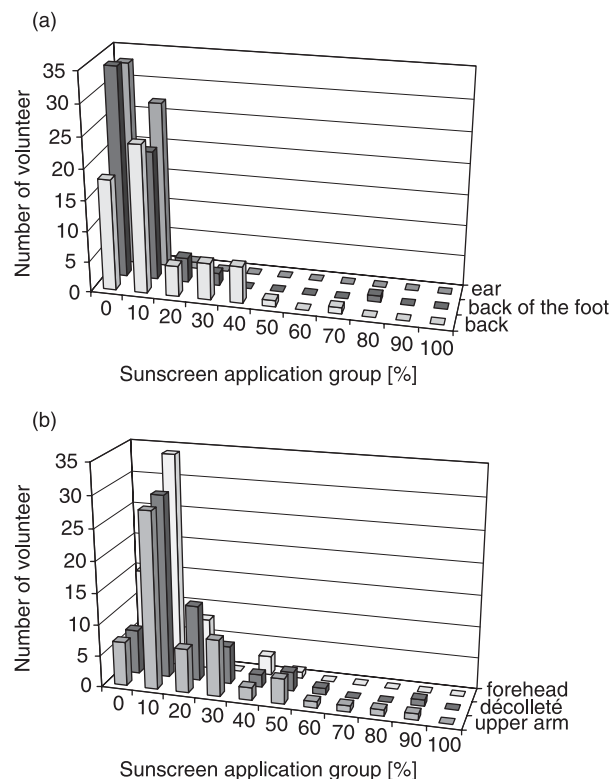 (a)
Number of volunteer
35
30
25
20
15
10
5
0
0 10 20 30 40 50 60 70 80 90 100
ear
back of the foot
back
Sunscreen application group [%]
(b)
Number of volunteer
35
30
25
20
15
10
5
0
0 10 20 30 40 50 60 70 80 90 100
forehead
décolleté
upper arm
Sunscreen application group [%]